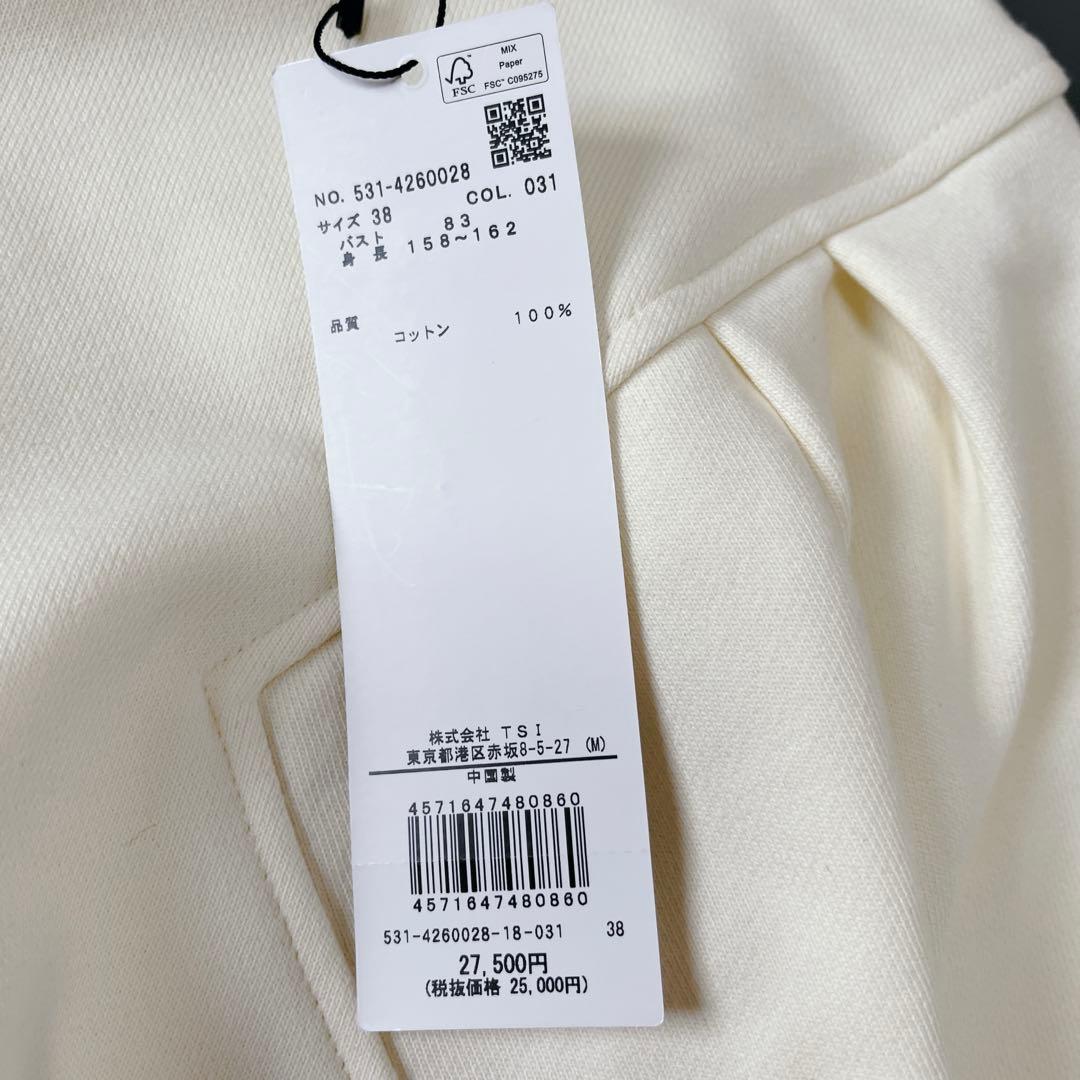 MIX
Paper
FSC™ C095275
FSC
NO. 531-4260028
COL. 031
サイズ 38
バスト 83
身長 158～162
品質
コットン 100%
株式会社 TSI
東京都港区赤坂8-5-27 (M)
中国製
4571647480860
4571647480860
531-4260028-18-031 38
27,500円
(税抜価格 25,000円)